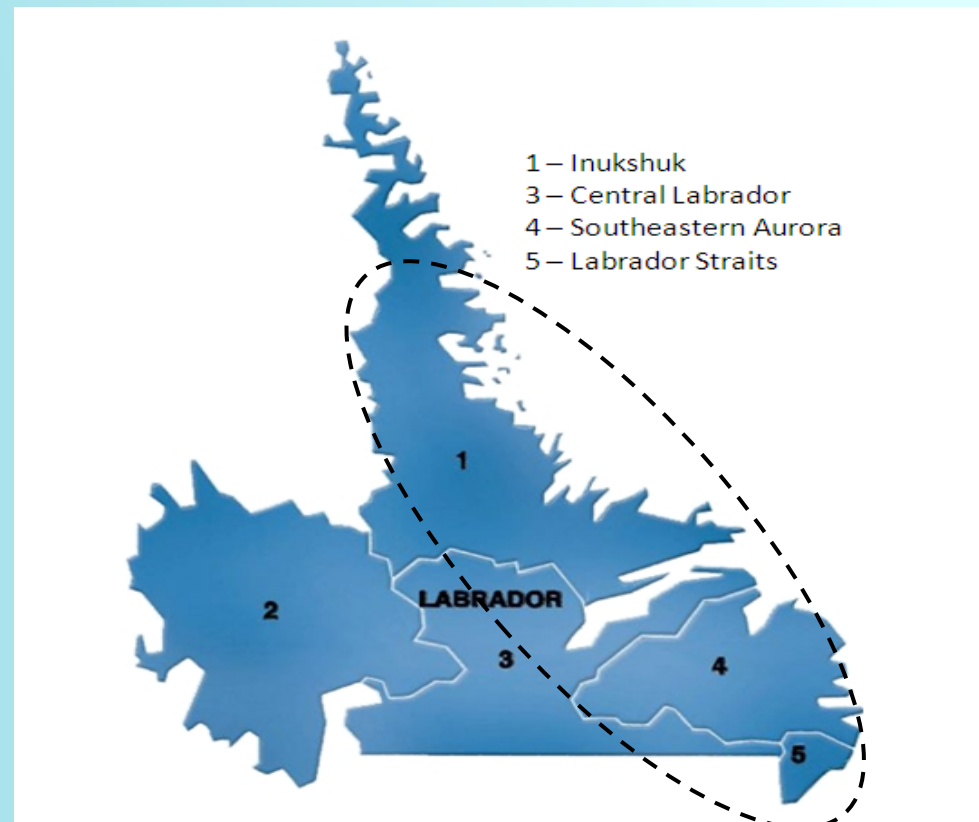 1 – Inukshuk
3 – Central Labrador
4 – Southeastern Aurora
5 – Labrador Straits
1
LABRADOR
2
3
4
5